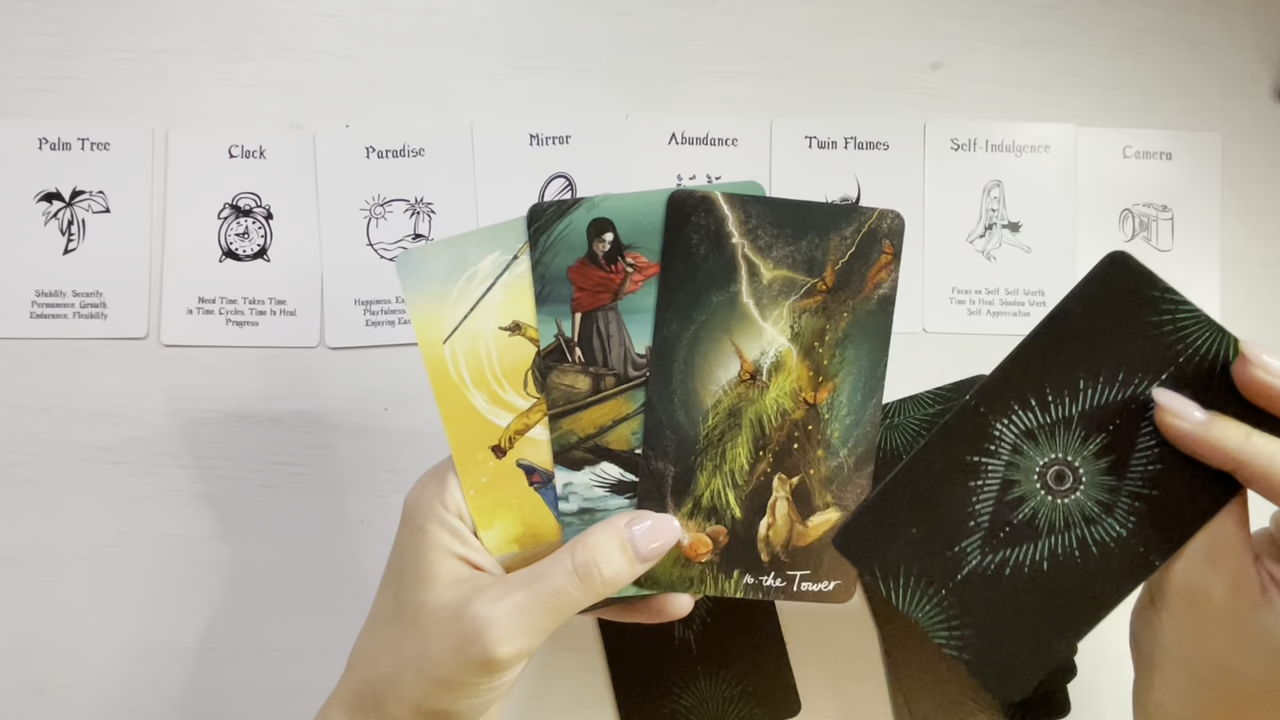 Palm Tree
Stability, Security,
Permanence, Growth
Endurance, Flexibility
Clock
Need Time, Takes Time,
in Time, Cycles, Time to Heal,
Progress
Paradise
Happiness,
Playfulness,
Enjoying
Mirror
Abundance
Twin Flames
Self-Indulgence
Focus on Self, Self Worth
Time to Heal, Shadow Work,
Self Appreciation
Camera
16. the Tower